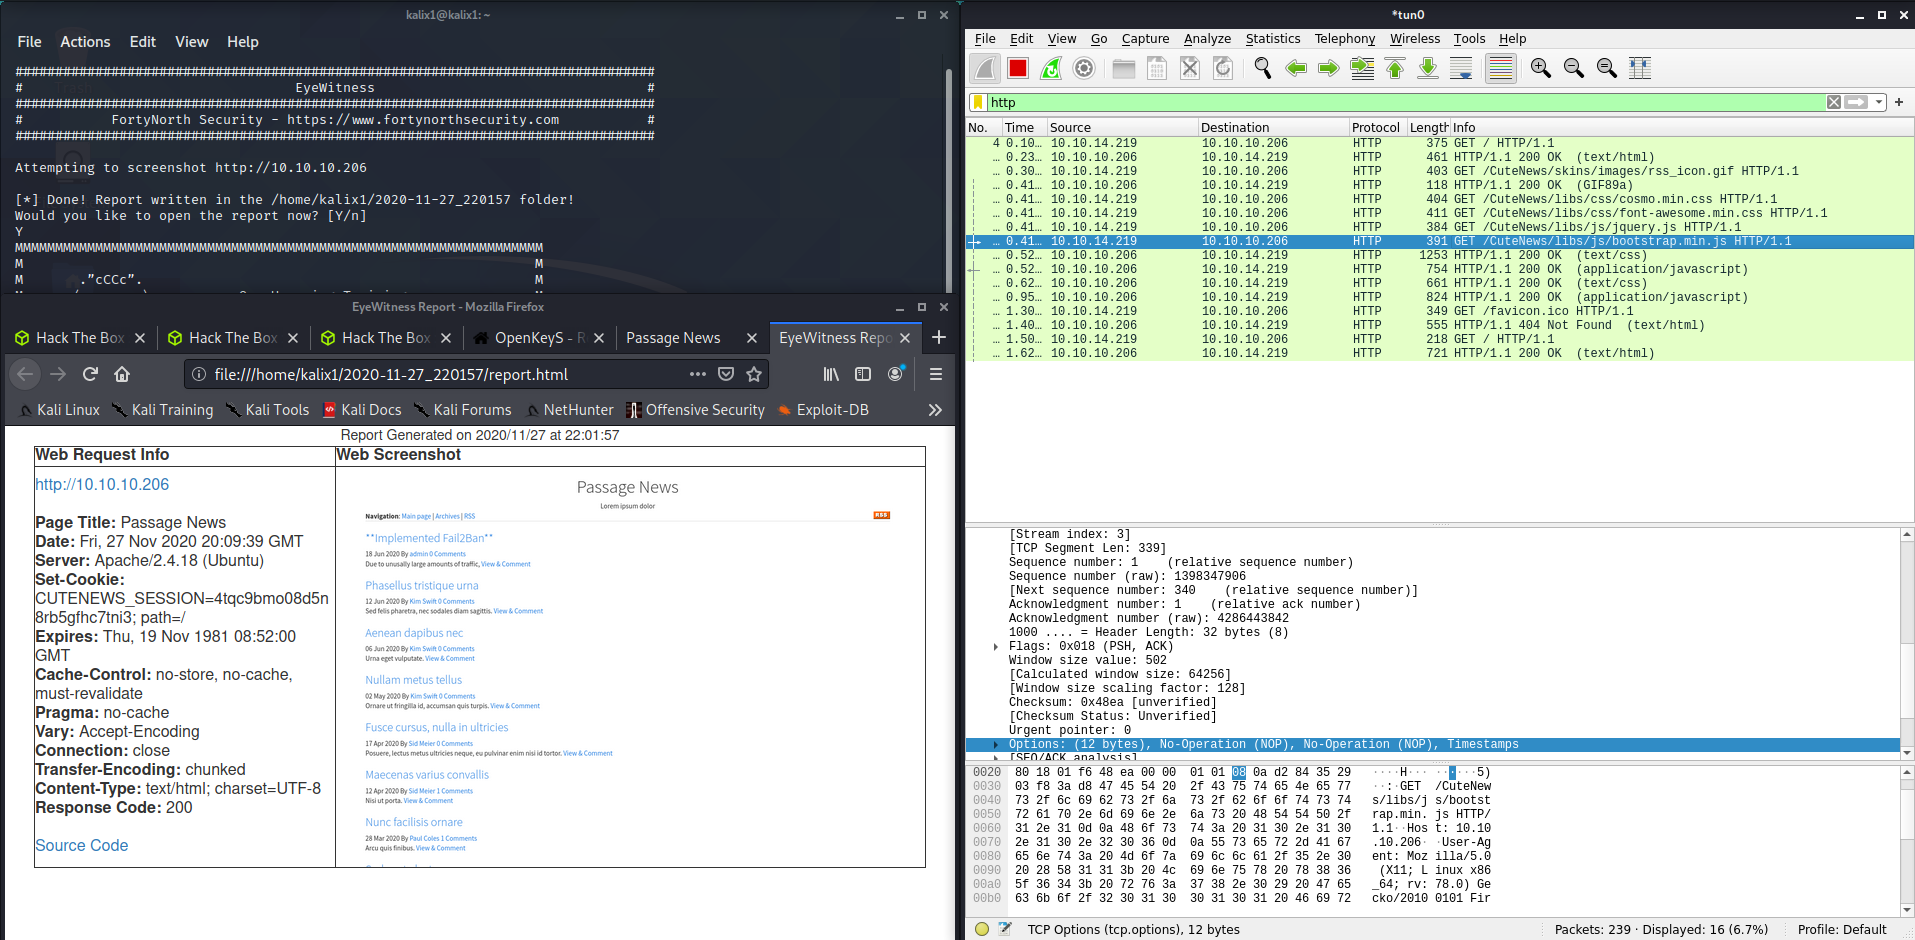 kalix1@kalix1: ~
File Actions Edit View Help
################################################################################
# EyeWitness #
################################################################################
# FortyNorth Security - https://www.fortynorthsecurity.com #
################################################################################
Attempting to screenshot http://10.10.10.206
[*] Done! Report written in the /home/kalix1/2020-11-27_220157 folder!
Would you like to open the report now? [Y/n]
Y
MMMMMMMMMMMMMMMMMMMMMMMMMMMMMMMMMMMMMMMMMMMMMMMMMMMMMMMMMMMMMMMMMM
M M
M .”cCCc”. M
EyeWitness Report - Mozilla Firefox
Hack The Box Hack The Box Hack The Box OpenKeyS - R Passage News EyeWitness Repo
file:///home/kalix1/2020-11-27_220157/report.html
Kali Linux Kali Training Kali Tools Kali Docs Kali Forums NetHunter Offensive Security Exploit-DB
Report Generated on 2020/11/27 at 22:01:57
Web Request Info Web Screenshot
http://10.10.10.206
Page Title: Passage News
Date: Fri, 27 Nov 2020 20:09:39 GMT
Server: Apache/2.4.18 (Ubuntu)
Set-Cookie:
CUTENEWS_SESSION=4tqc9bmo08d5n
8rb5gfhc7tni3; path=/
Expires: Thu, 19 Nov 1981 08:52:00
GMT
Cache-Control: no-store, no-cache,
must-revalidate
Pragma: no-cache
Vary: Accept-Encoding
Connection: close
Transfer-Encoding: chunked
Content-Type: text/html; charset=UTF-8
Response Code: 200
Source Code
Passage News
Lorem ipsum dolor
Navigation: Main page | Archives | RSS
RSS
**Implemented Fail2Ban**
18 Jun 2020 By admin 0 Comments
Due to unusally large amounts of traffic, View & Comment
Phasellus tristique urna
12 Jun 2020 By Kim Swift 0 Comments
Sed felis pharetra, nec sodales diam sagittis. View & Comment
Aenean dapibus nec
06 Jun 2020 By Kim Swift 0 Comments
Urna eget vulputate. View & Comment
Nullam metus tellus
02 May 2020 By Kim Swift 0 Comments
Ornare ut fringilla id, accumsan quis turpis. View & Comment
Fusce cursus, nulla in ultricies
17 Apr 2020 By Sid Meier 0 Comments
Posuere, lectus metus ultricies neque, eu pulvinar enim nisi id tortor. View & Comment
Maecenas varius convallis
12 Apr 2020 By Sid Meier 1 Comments
Nisi ut porta. View & Comment
Nunc facilisis ornare
28 Mar 2020 By Paul Coles 1 Comments
Arcu quis finibus. View & Comment
*tun0
File Edit View Go Capture Analyze Statistics Telephony Wireless Tools Help
http
No. Time Source Destination Protocol Length Info
4 0.10… 10.10.14.219 10.10.10.206 HTTP 375 GET / HTTP/1.1
… 0.23… 10.10.10.206 10.10.14.219 HTTP 461 HTTP/1.1 200 OK (text/html)
… 0.30… 10.10.14.219 10.10.10.206 HTTP 403 GET /CuteNews/skins/images/rss_icon.gif HTTP/1.1
… 0.41… 10.10.10.206 10.10.14.219 HTTP 118 HTTP/1.1 200 OK (GIF89a)
… 0.41… 10.10.14.219 10.10.10.206 HTTP 404 GET /CuteNews/libs/css/cosmo.min.css HTTP/1.1
… 0.41… 10.10.14.219 10.10.10.206 HTTP 411 GET /CuteNews/libs/css/font-awesome.min.css HTTP/1.1
… 0.41… 10.10.14.219 10.10.10.206 HTTP 384 GET /CuteNews/libs/js/jquery.js HTTP/1.1
… 0.41… 10.10.14.219 10.10.10.206 HTTP 391 GET /CuteNews/libs/js/bootstrap.min.js HTTP/1.1
… 0.52… 10.10.10.206 10.10.14.219 HTTP 1253 HTTP/1.1 200 OK (text/css)
… 0.52… 10.10.10.206 10.10.14.219 HTTP 754 HTTP/1.1 200 OK (application/javascript)
… 0.62… 10.10.10.206 10.10.14.219 HTTP 661 HTTP/1.1 200 OK (text/css)
… 0.95… 10.10.10.206 10.10.14.219 HTTP 824 HTTP/1.1 200 OK (application/javascript)
… 1.30… 10.10.14.219 10.10.10.206 HTTP 349 GET /favicon.ico HTTP/1.1
… 1.40… 10.10.10.206 10.10.14.219 HTTP 555 HTTP/1.1 404 Not Found (text/html)
… 1.50… 10.10.14.219 10.10.10.206 HTTP 218 GET / HTTP/1.1
… 1.62… 10.10.10.206 10.10.14.219 HTTP 721 HTTP/1.1 200 OK (text/html)
[Stream index: 3]
[TCP Segment Len: 339]
Sequence number: 1 (relative sequence number)
Sequence number (raw): 1398347906
[Next sequence number: 340 (relative sequence number)]
Acknowledgment number: 1 (relative ack number)
Acknowledgment number (raw): 4286443842
1000 .... = Header Length: 32 bytes (8)
Flags: 0x018 (PSH, ACK)
Window size value: 502
[Calculated window size: 64256]
[Window size scaling factor: 128]
Checksum: 0x48ea [unverified]
[Checksum Status: Unverified]
Urgent pointer: 0
Options: (12 bytes), No-Operation (NOP), No-Operation (NOP), Timestamps
[SEQ/ACK analysis]
0020 80 18 01 f6 48 ea 00 00 01 01 08 0a d2 84 35 29 ····H··· ······5)
0030 03 f8 3a d8 47 45 54 20 2f 43 75 74 65 4e 65 77 ··:·GET /CuteNew
0040 73 2f 6c 69 62 73 2f 6a 73 2f 62 6f 6f 74 73 74 s/libs/j s/bootst
0050 72 61 70 2e 6d 69 6e 2e 6a 73 20 48 54 54 50 2f rap.min. js HTTP/
0060 31 2e 31 0d 0a 48 6f 73 74 3a 20 31 30 2e 31 30 1.1··Hos t: 10.10
0070 2e 31 30 2e 32 30 36 0d 0a 55 73 65 72 2d 41 67 .10.206· ·User-Ag
0080 65 6e 74 3a 20 4d 6f 7a 69 6c 6c 61 2f 35 2e 30 ent: Moz illa/5.0
0090 20 28 58 31 31 3b 20 4c 69 6e 75 78 20 78 38 36 (X11; L inux x86
00a0 5f 36 34 3b 20 72 76 3a 37 38 2e 30 29 20 47 65 _64; rv: 78.0) Ge
00b0 63 6b 6f 2f 32 30 31 30 30 31 30 31 20 46 69 72 cko/2010 0101 Fir
TCP Options (tcp.options), 12 bytes Packets: 239 · Displayed: 16 (6.7%) Profile: Default